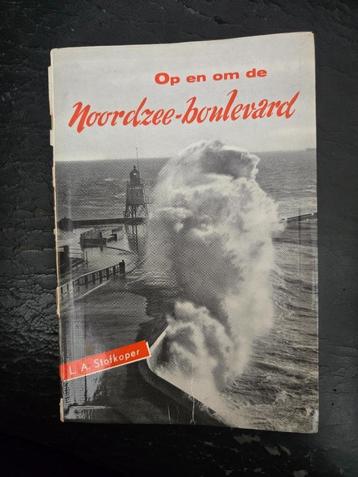 Op en om de
Noordzee-boulevard
L. A. Stofkoper